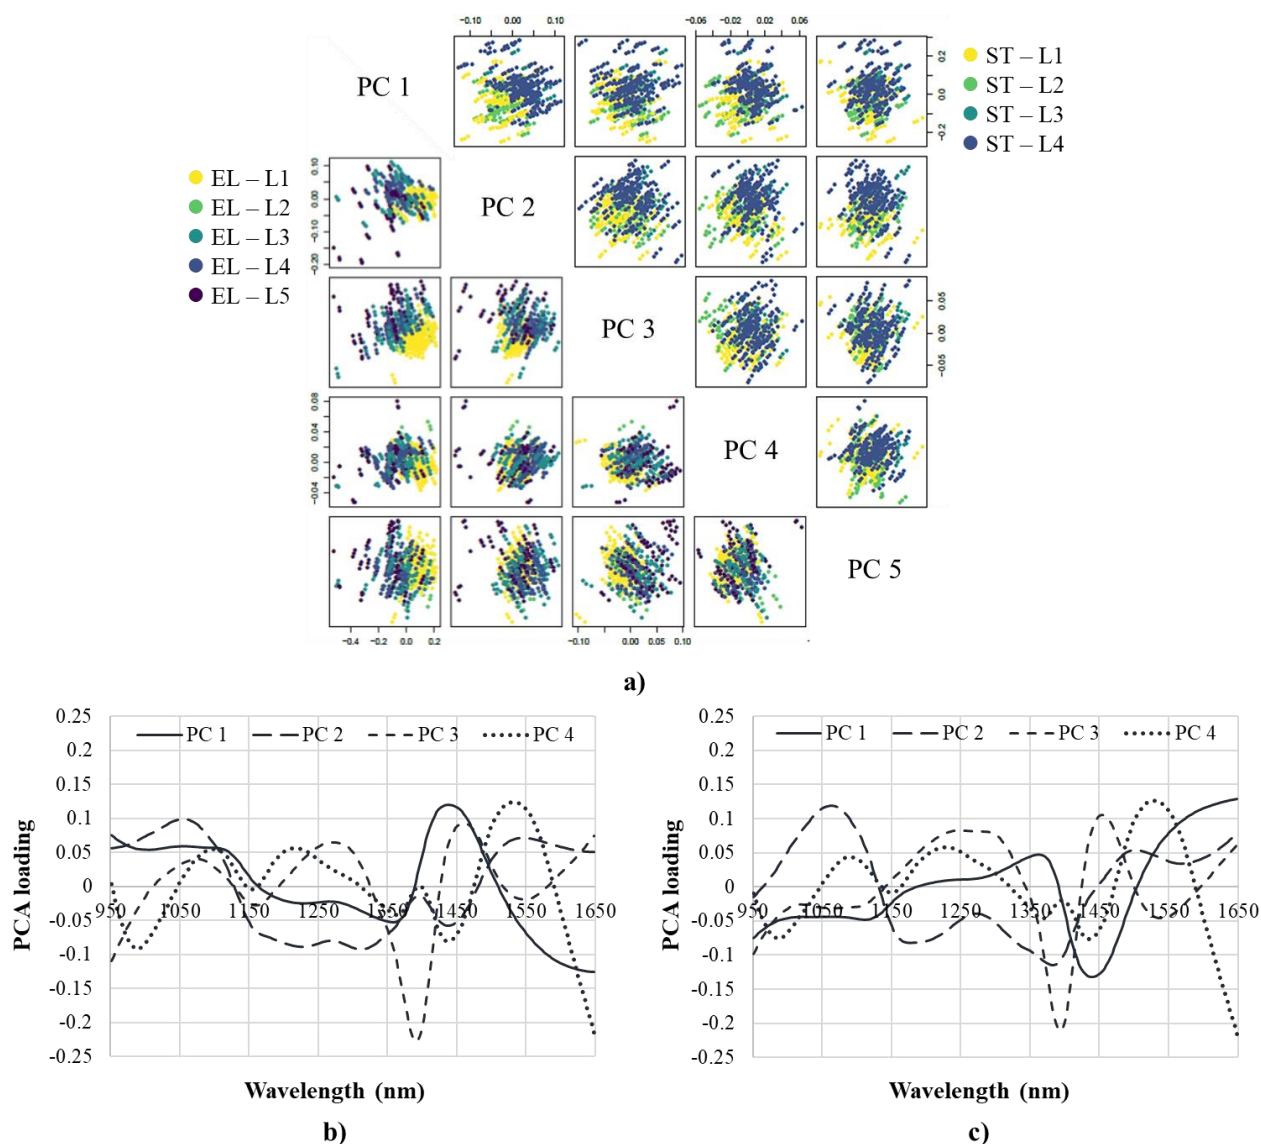 −0.10 0.00 0.10 −0.06 −0.02 0.02 0.06
PC 1
0.2
0.0
−0.2
ST – L1
ST – L2
ST – L3
ST – L4
EL – L1
EL – L2
EL – L3
EL – L4
EL – L5
0.10
0.00
−0.10
−0.20
PC 2
PC 3
0.05
0.00
−0.05
0.08
0.04
0.00
−0.04
PC 4
PC 5
−0.4 −0.2 0.0 0.2 −0.10 0.00 0.05 0.10
a)
0.25
0.2
0.15
0.1
0.05
0
-0.05
-0.1
-0.15
-0.2
-0.25
PCA loading
PC 1 PC 2 PC 3 PC 4
950 1050 1150 1250 1350 1450 1550 1650
Wavelength (nm)
b)
0.25
0.2
0.15
0.1
0.05
0
-0.05
-0.1
-0.15
-0.2
-0.25
PCA loading
PC 1 PC 2 PC 3 PC 4
950 1050 1150 1250 1350 1450 1550 1650
Wavelength (nm)
c)